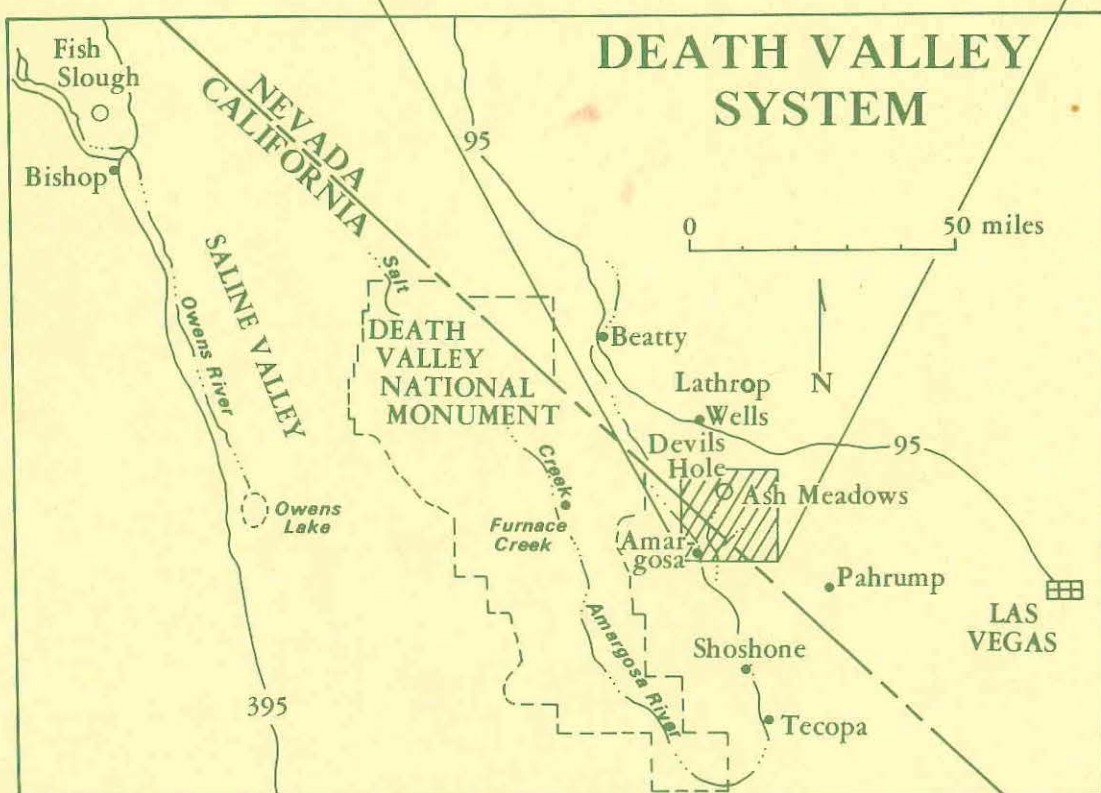 DEATH VALLEY
SYSTEM
Fish
Slough
Bishop
NEVADA
CALIFORNIA
95
0 50 miles
SALINE VALLEY
Owens River
Salt
DEATH
VALLEY
NATIONAL
MONUMENT
Beatty
N
Lathrop
Wells
Devils
Hole
95
Ash Meadows
Owens
Lake
Creek
Furnace
Creek
Amar-
gosa
Pahrump
LAS
VEGAS
Amargosa River
Shoshone
395
Tecopa